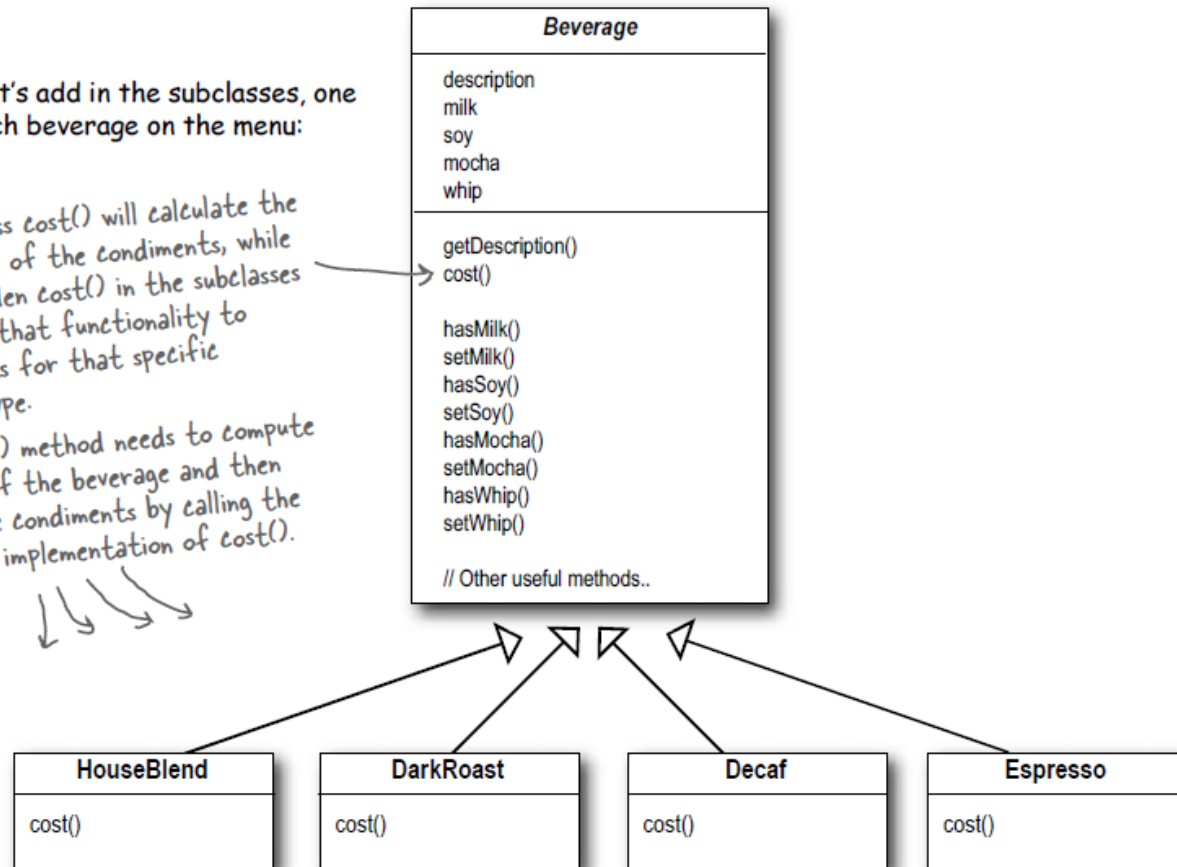 Beverage
description
milk
soy
mocha
whip
getDescription()
cost()
hasMilk()
setMilk()
hasSoy()
setSoy()
hasMocha()
setMocha()
hasWhip()
setWhip()
// Other useful methods..
t's add in the subclasses, one
ch beverage on the menu:
ss cost() will calculate the
of the condiments, while
den cost() in the subclasses
that functionality to
s for that specific
pe.
) method needs to compute
f the beverage and then
e condiments by calling the
implementation of cost().
HouseBlend
cost()
DarkRoast
cost()
Decaf
cost()
Espresso
cost()